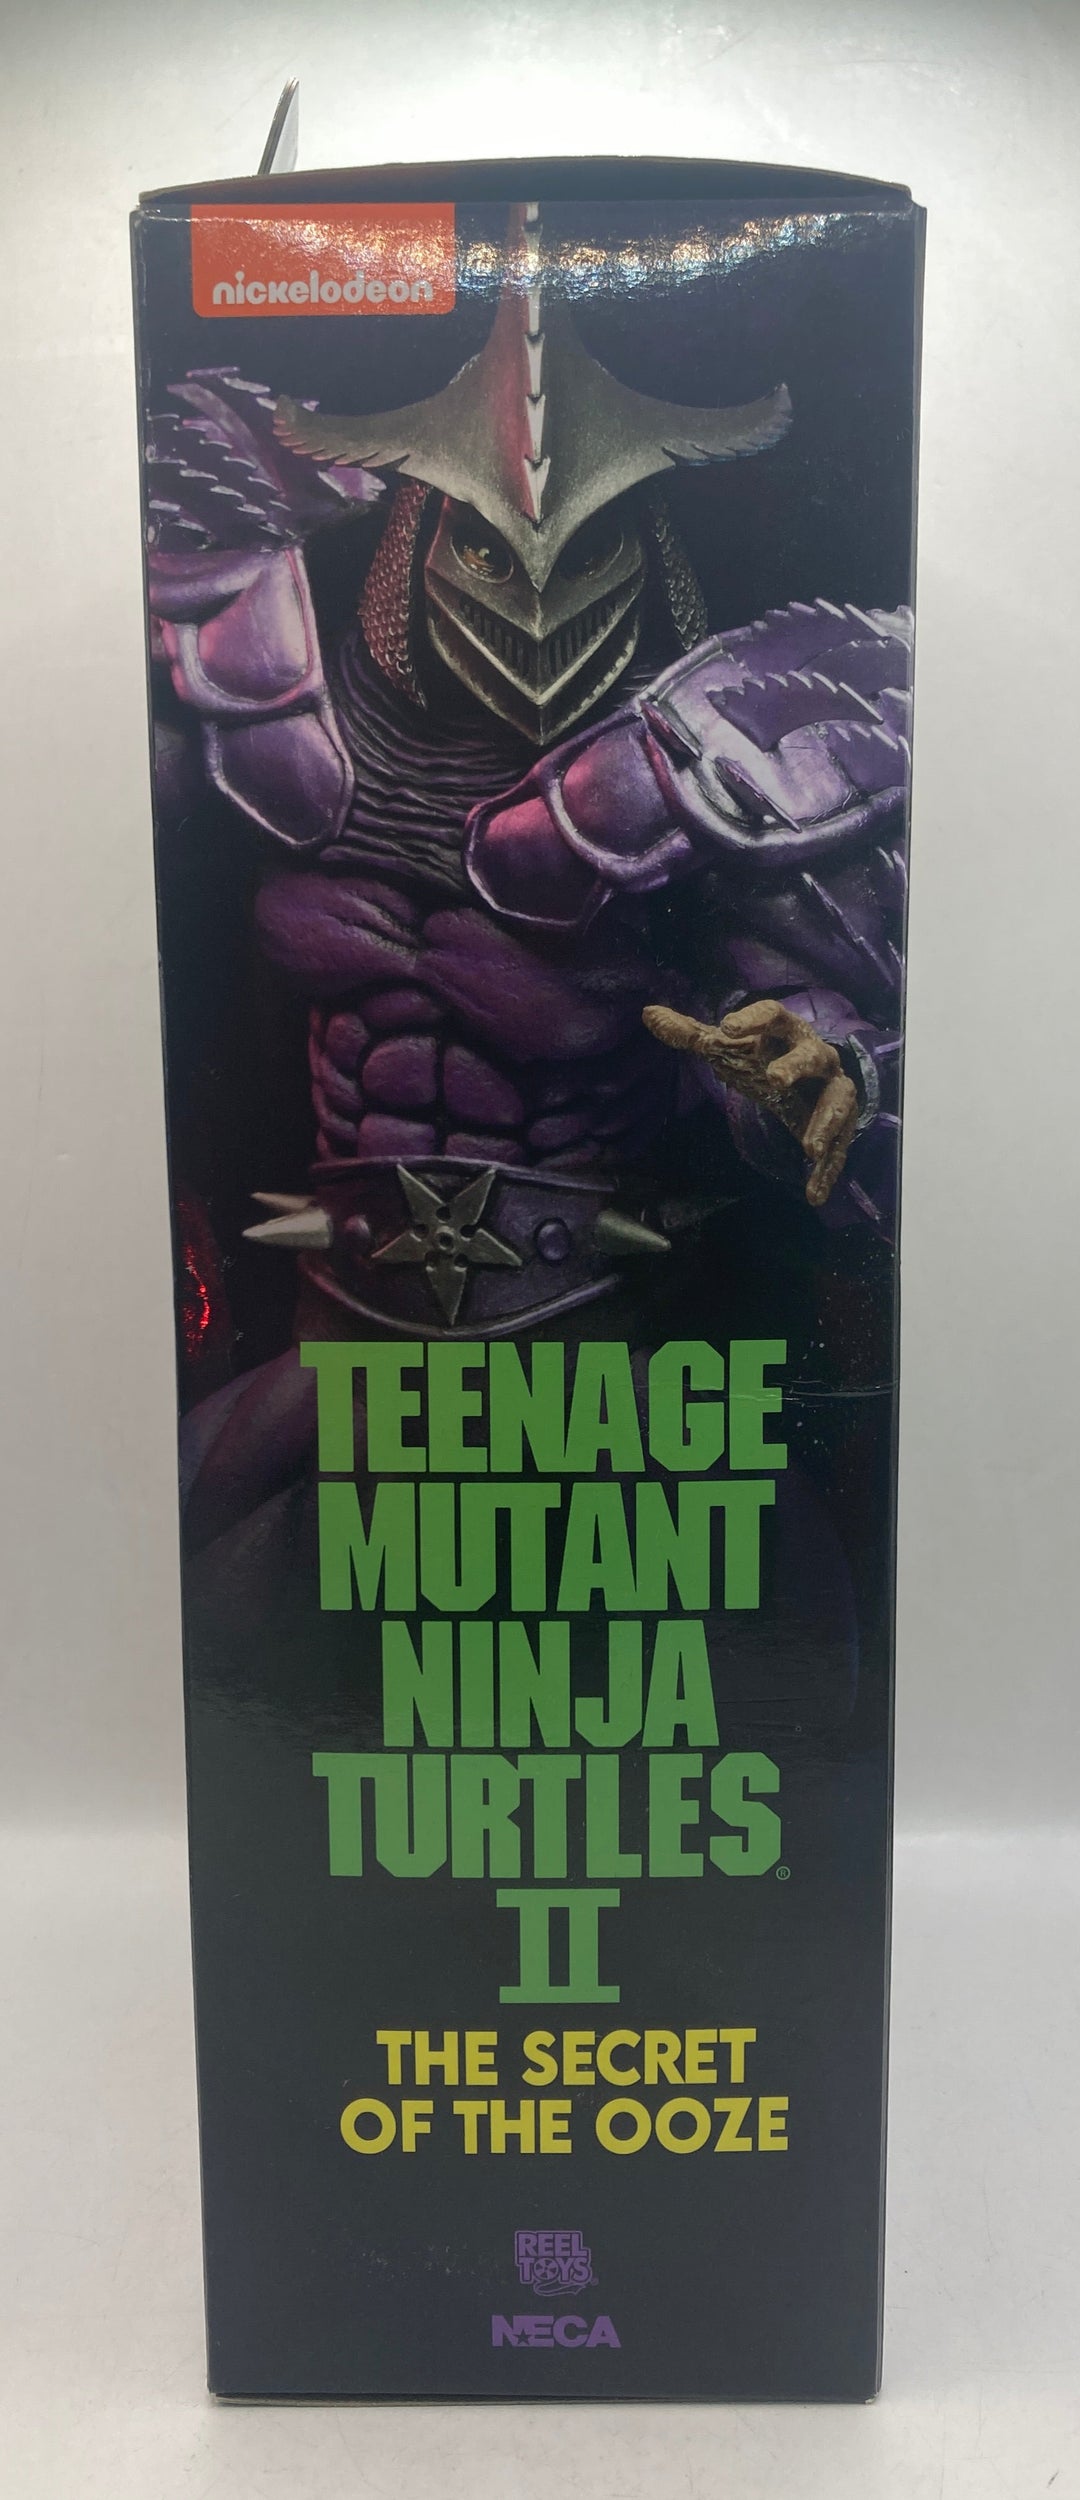 nickelodeon
TEENAGE
MUTANT
NINJA
TURTLES®
II
THE SECRET
OF THE OOZE
REEL
TOYS
NECA